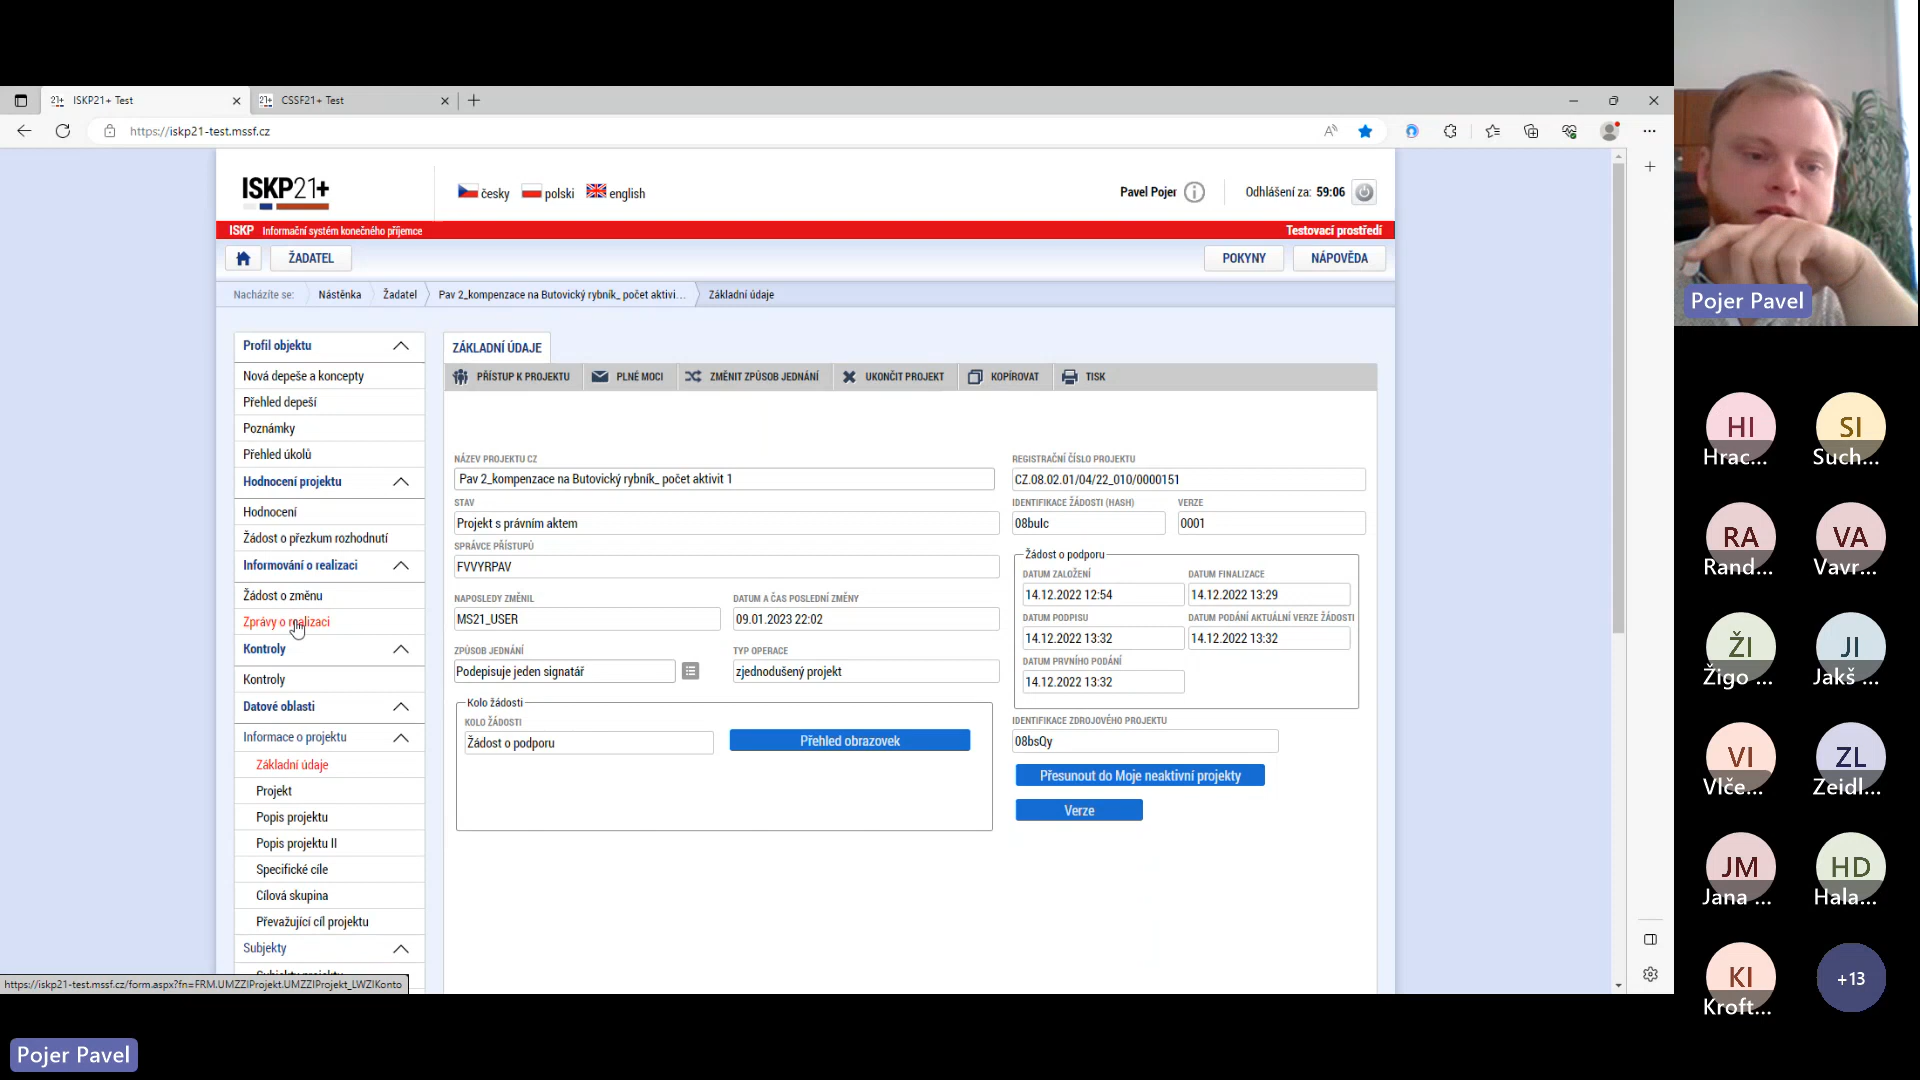 ISKP21+ Test
CSSF21+ Test
https://iskp21-test.mssf.cz
ISKP21+
česky
polski
english
Pavel Pojer
Odhlášení za: 59:06
ISKP Informační systém konečného příjemce
Testovací prostředí
ŽADATEL
POKYNY
NÁPOVĚDA
Nacházíte se:
Nástěnka
Žadatel
Pav 2_kompenzace na Butovický rybník_ počet aktivi...
Základní údaje
Profil objektu
Nová depeše a koncepty
Přehled depeší
Poznámky
Přehled úkolů
Hodnocení projektu
Hodnocení
Žádost o přezkum rozhodnutí
Informování o realizaci
Žádost o změnu
Zprávy o realizaci
Kontroly
Kontroly
Datové oblasti
Informace o projektu
Základní údaje
Projekt
Popis projektu
Popis projektu II
Specifické cíle
Cílová skupina
Převažující cíl projektu
Subjekty
ZÁKLADNÍ ÚDAJE
PŘÍSTUP K PROJEKTU
PLNÉ MOCI
ZMĚNIT ZPŮSOB JEDNÁNÍ
UKONČIT PROJEKT
KOPÍROVAT
TISK
NÁZEV PROJEKTU CZ
Pav 2_kompenzace na Butovický rybník_ počet aktivit 1
STAV
Projekt s právním aktem
SPRÁVCE PŘÍSTUPŮ
FVVYRPAV
NAPOSLEDY ZMĚNIL
MS21_USER
DATUM A ČAS POSLEDNÍ ZMĚNY
09.01.2023 22:02
ZPŮSOB JEDNÁNÍ
Podepisuje jeden signatář
TYP OPERACE
zjednodušený projekt
Kolo žádosti
KOLO ŽÁDOSTI
Žádost o podporu
Přehled obrazovek
REGISTRAČNÍ ČÍSLO PROJEKTU
CZ.08.02.01/04/22_010/0000151
IDENTIFIKACE ŽÁDOSTI (HASH)
08bulc
VERZE
0001
Žádost o podporu
DATUM ZALOŽENÍ
14.12.2022 12:54
DATUM FINALIZACE
14.12.2022 13:29
DATUM PODPISU
14.12.2022 13:32
DATUM PODÁNÍ AKTUÁLNÍ VERZE ŽÁDOSTI
14.12.2022 13:32
DATUM PRVNÍHO PODÁNÍ
14.12.2022 13:32
IDENTIFIKACE ZDROJOVÉHO PROJEKTU
08bsQy
Přesunout do Moje neaktivní projekty
Verze
https://iskp21-test.mssf.cz/form.aspx?fn=FRM.UMZZIProjekt.UMZZIProjekt_LWZIKonto
Pojer Pavel
HI
Hrac...
SI
Such...
RA
Rand...
VA
Vavr...
ŽI
Žigo ...
JI
Jakš ...
VI
Vlče...
ZL
Zeidl...
JM
Jana ...
HD
Hala...
KI
Kroft...
+13
Pojer Pavel